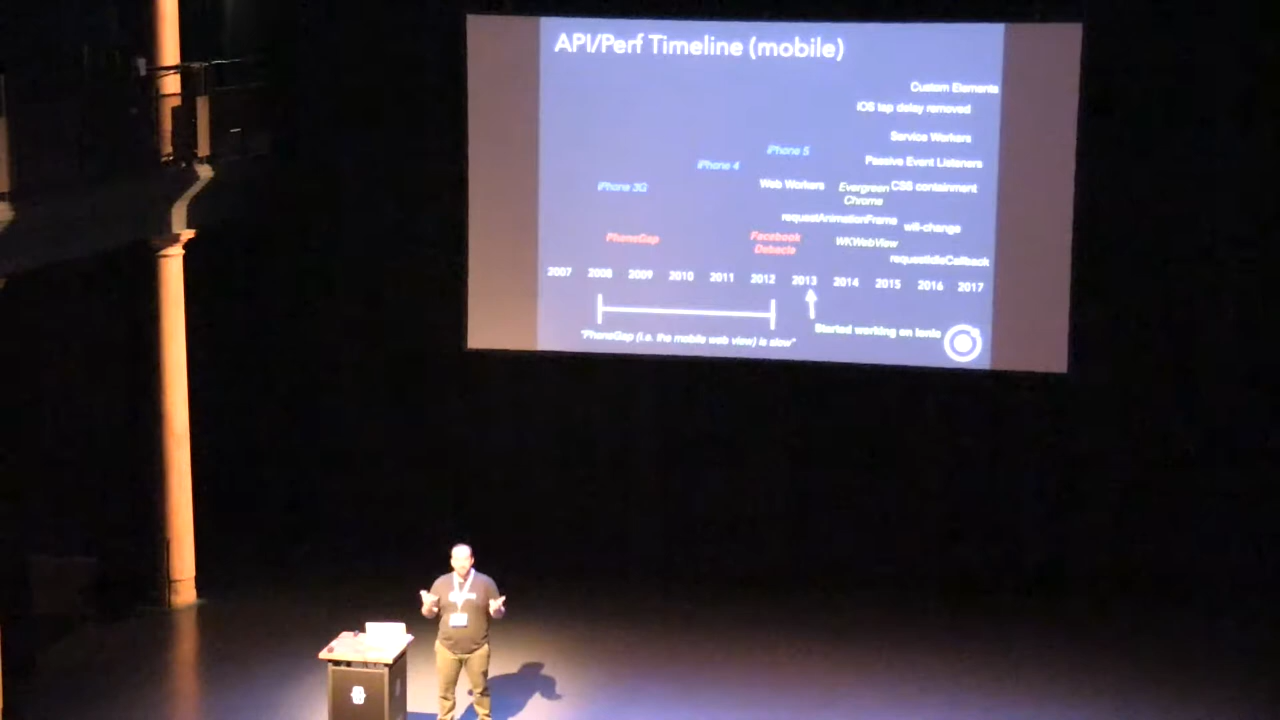 API/Perf Timeline (mobile)
Custom Elements
iOS tap delay removed
Service Workers
iPhone 5
Passive Event Listeners
iPhone 4
Web Workers
Evergreen
Chrome
CSS containment
iPhone 3G
requestAnimationFrame
will-change
PhoneGap
Facebook
Debacle
WKWebView
requestIdleCallback
2007 2008 2009 2010 2011 2012 2013 2014 2015 2016 2017
Started working on Ionic
"PhoneGap (i.e. the mobile web view) is slow"